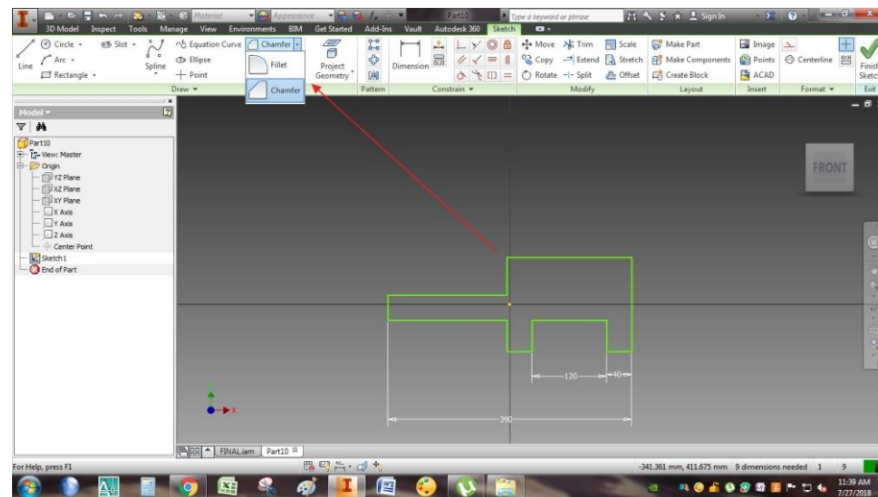 Material Appearance Part10 Type a keyword or phrase Sign In
3D Model Inspect Tools Manage View Environments BIM Get Started Add-Ins Vault Autodesk 360 Sketch
Circle Slot Equation Curve Chamfer Move Trim Scale Make Part Image
Line Arc Spline Ellipse Fillet Project Geometry Dimension Copy Extend Stretch Make Components Points Centerline Finish
Rectangle Point Chamfer Rotate Split Offset Create Block ACAD
Draw Pattern Constrain Modify Layout Insert Format Exit
Model
Part10
View: Master
Origin
YZ Plane
XZ Plane
XY Plane
X Axis
Y Axis
Z Axis
Center Point
Sketch1
End of Part
FRONT
120
40
390
X
FINALiam Part10
For Help, press F1 -341.361 mm, 411.675 mm 9 dimensions needed 1 9
11:39 AM
7/27/2018